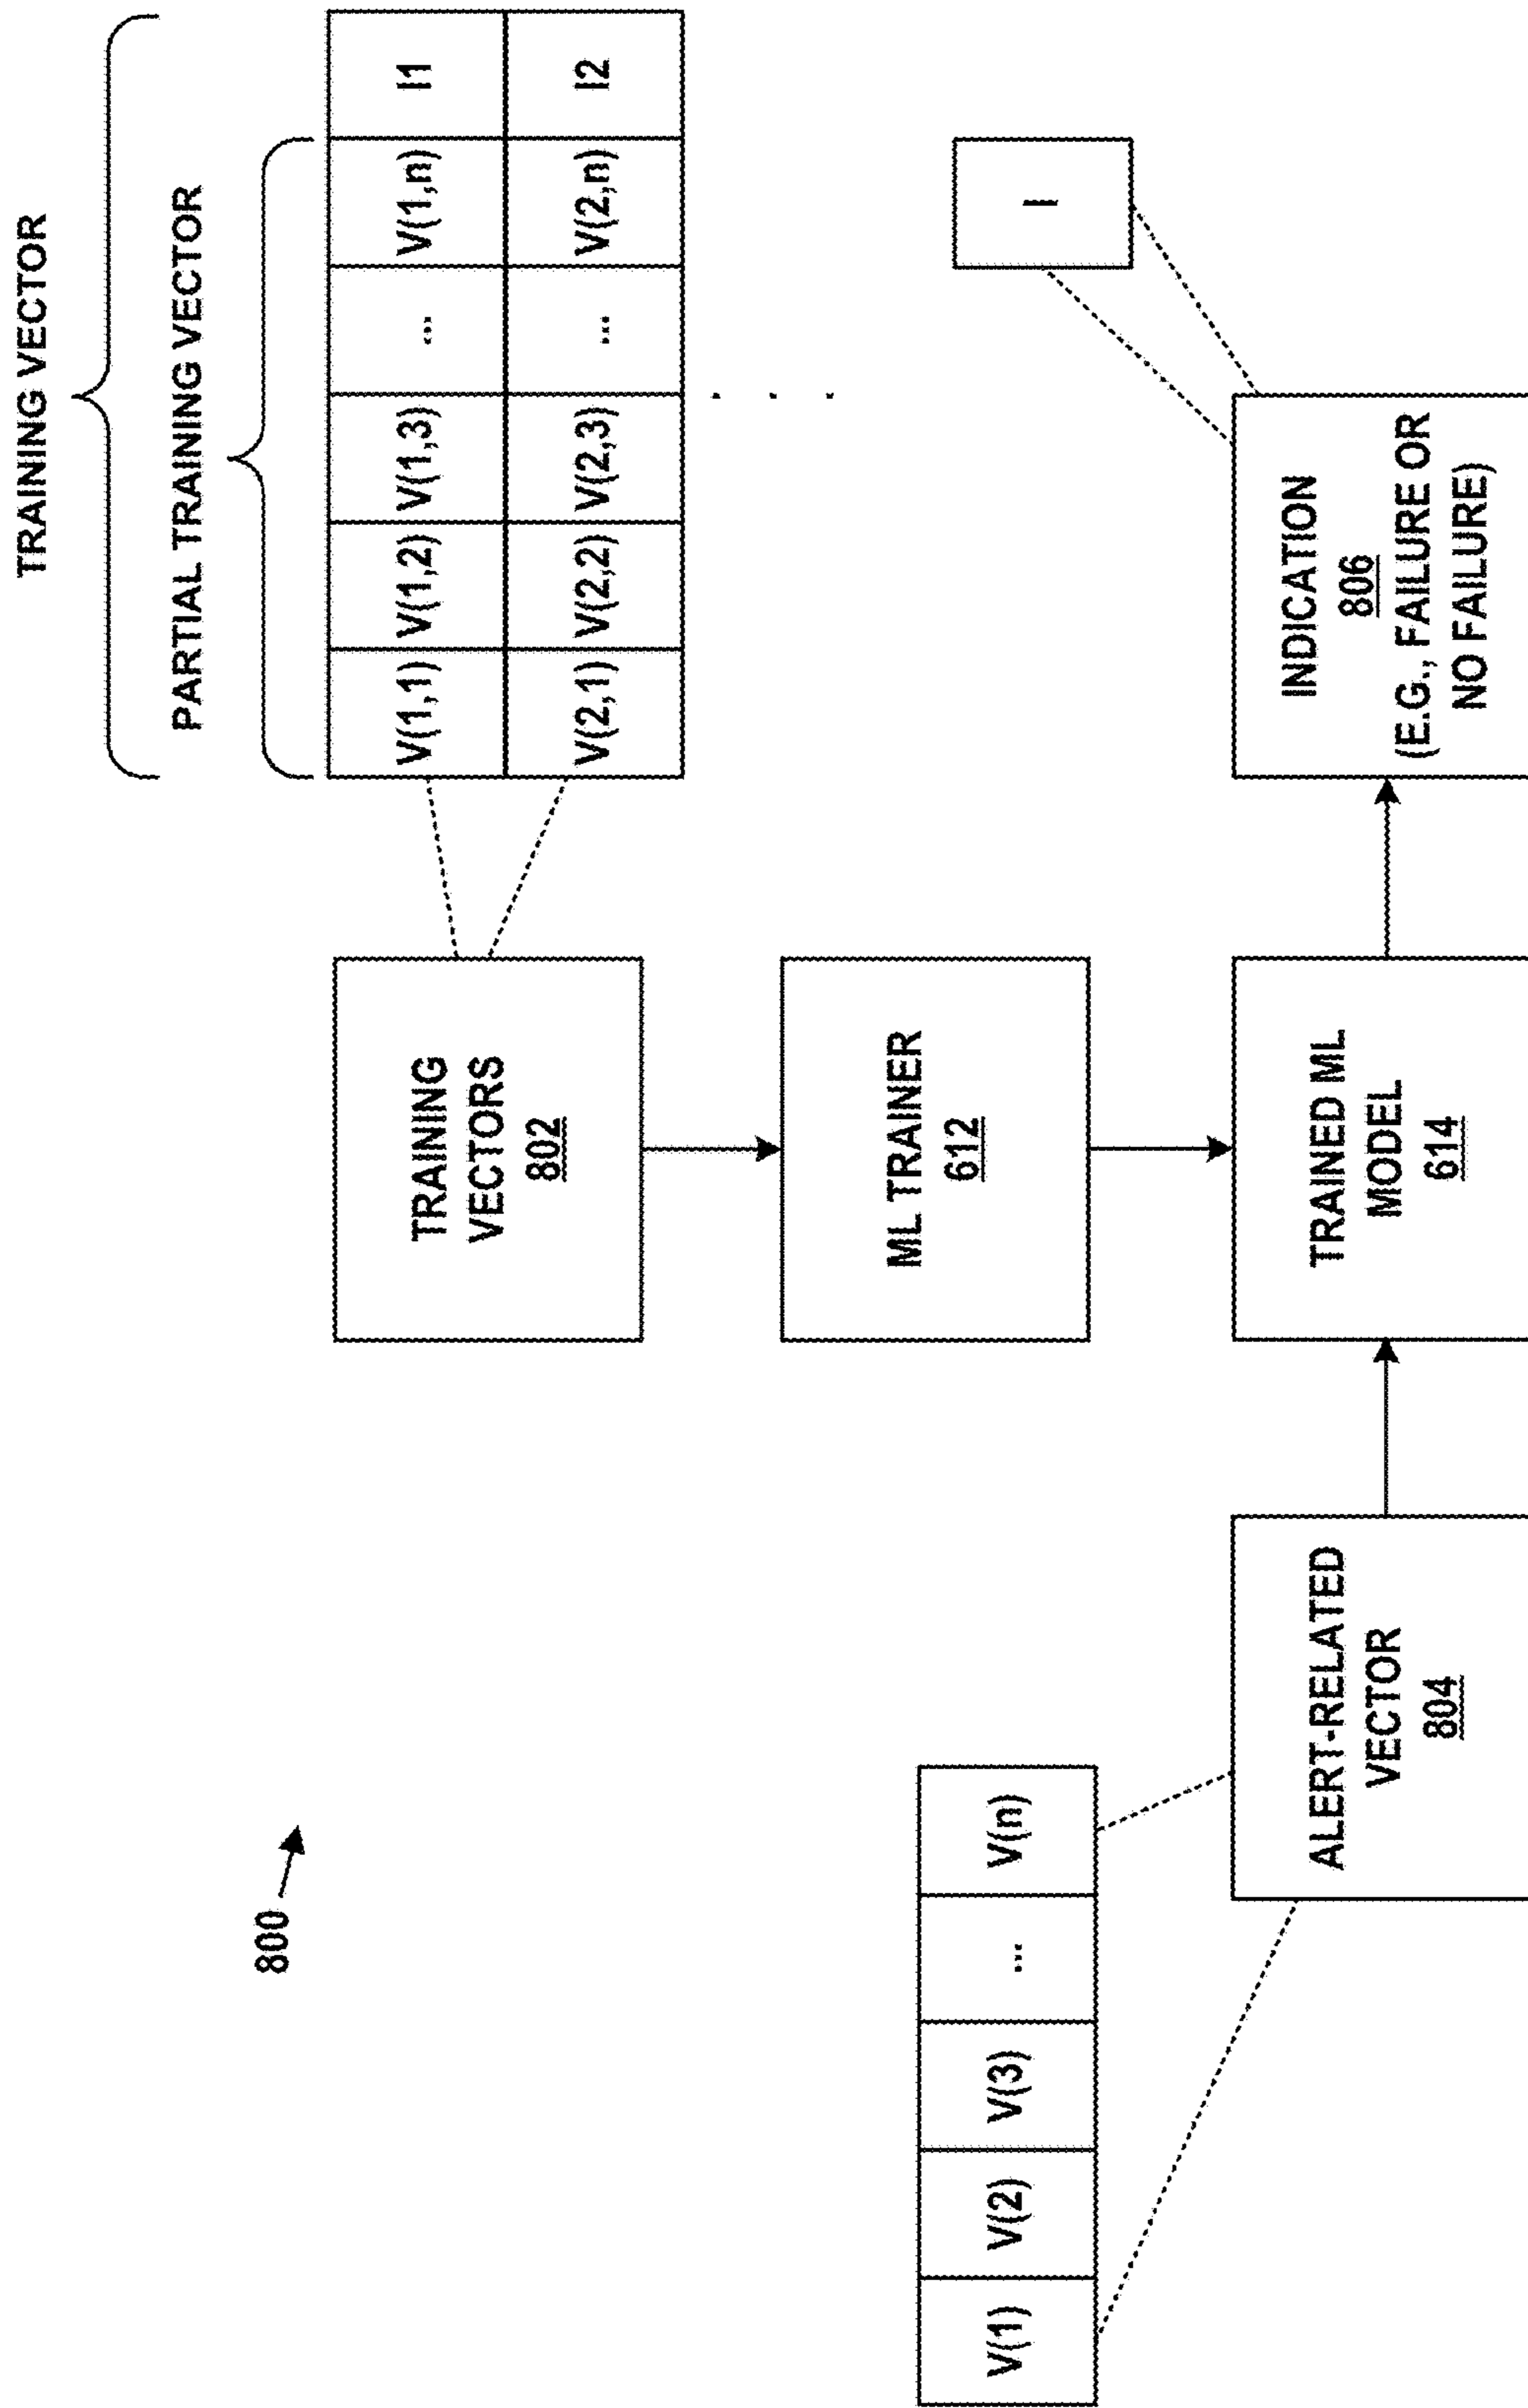 800
TRAINING VECTOR
PARTIAL TRAINING VECTOR
V(1,1) V(1,2) V(1,3) ... V(1,n) I1
V(2,1) V(2,2) V(2,3) ... V(2,n) I2
. . .
TRAINING
VECTORS
802
ML TRAINER
612
V(1) V(2) V(3) ... V(n)
I
ALERT-RELATED
VECTOR
804
TRAINED ML
MODEL
614
INDICATION
806
(E.G., FAILURE OR
NO FAILURE)